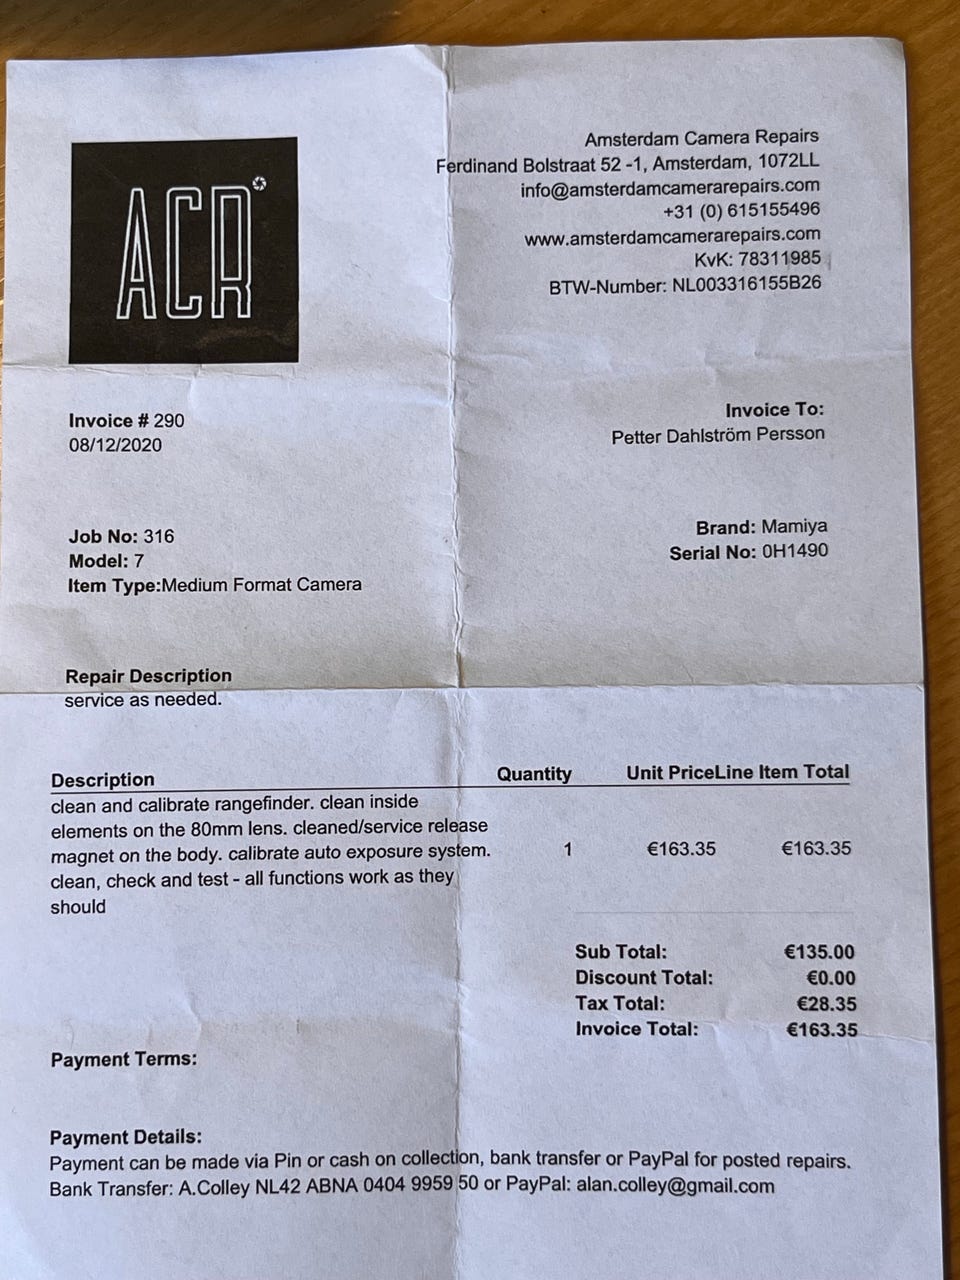 ACR
Amsterdam Camera Repairs
Ferdinand Bolstraat 52 -1, Amsterdam, 1072LL
info@amsterdamcamerarepairs.com
+31 (0) 615155496
www.amsterdamcamerarepairs.com
KvK: 78311985
BTW-Number: NL003316155B26
Invoice # 290
08/12/2020
Invoice To:
Petter Dahlström Persson
Job No: 316
Model: 7
Item Type:Medium Format Camera
Brand: Mamiya
Serial No: 0H1490
Repair Description
service as needed.
Description Quantity Unit PriceLine Item Total
clean and calibrate rangefinder. clean inside
elements on the 80mm lens. cleaned/service release
magnet on the body. calibrate auto exposure system. 1 €163.35 €163.35
clean, check and test - all functions work as they
should
Sub Total: €135.00
Discount Total: €0.00
Tax Total: €28.35
Invoice Total: €163.35
Payment Terms:
Payment Details:
Payment can be made via Pin or cash on collection, bank transfer or PayPal for posted repairs.
Bank Transfer: A.Colley NL42 ABNA 0404 9959 50 or PayPal: alan.colley@gmail.com